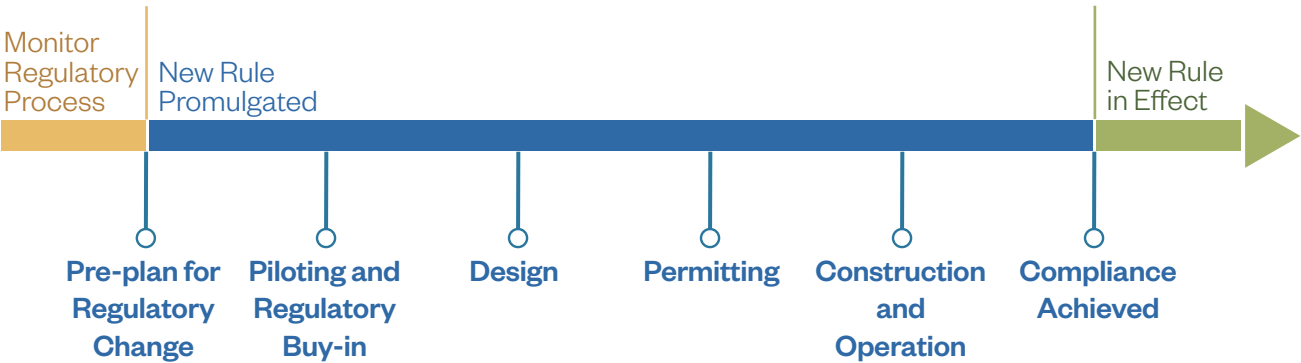 Monitor
Regulatory
Process
New Rule
Promulgated
New Rule
in Effect
Pre-plan for
Regulatory
Change
Piloting and
Regulatory
Buy-in
Design
Permitting
Construction
and
Operation
Compliance
Achieved